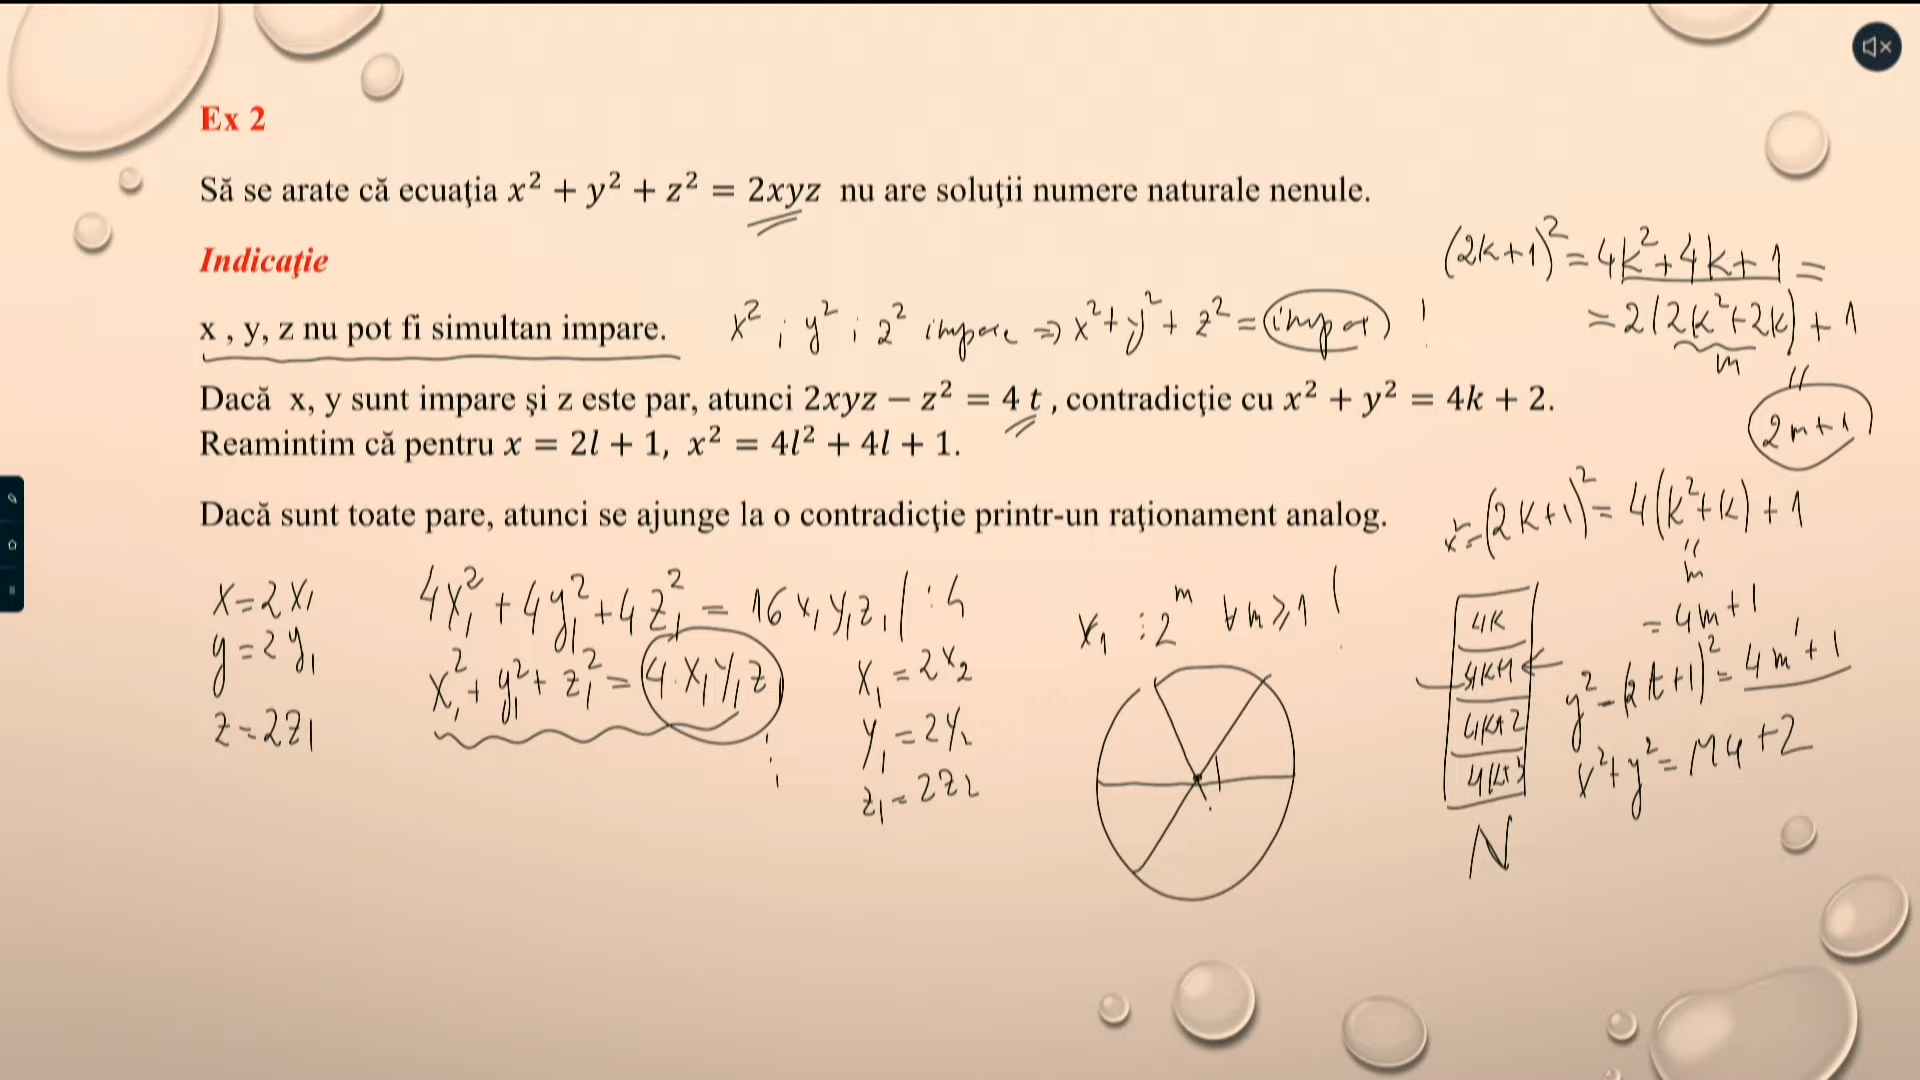 Ex 2
Să se arate că ecuaţia x² + y² + z² = 2xyz nu are soluţii numere naturale nenule.
Indicaţie
x , y, z nu pot fi simultan impare.
x² ; y² ; z² impare ⇒ x² + y² + z² = impar !
(2k+1)² = 4k² + 4k + 1 =
= 2(2k²+2k) + 1
m
=
2m+1
Dacă x, y sunt impare şi z este par, atunci 2xyz − z² = 4 t , contradicţie cu x² + y² = 4k + 2.
Reamintim că pentru x = 2l + 1, x² = 4l² + 4l + 1.
Dacă sunt toate pare, atunci se ajunge la o contradicţie printr-un raţionament analog.
x² = (2k+1)² = 4(k²+k) + 1
=
m
= 4m+1
y² = (2t+1)² = 4m'+1
x² + y² = M4 + 2
x = 2x₁
y = 2y₁
z = 2z₁
4x₁² + 4y₁² + 4z₁² = 16x₁y₁z₁ | : 4
x₁² + y₁² + z₁² = 4·x₁y₁z
x₁ = 2x₂
y₁ = 2y₂
z₁ = 2z₂
x₁ ⋮ 2ᵐ ∀ m ≥ 1 !
4k
4k+1
4k+2
4k+3
N